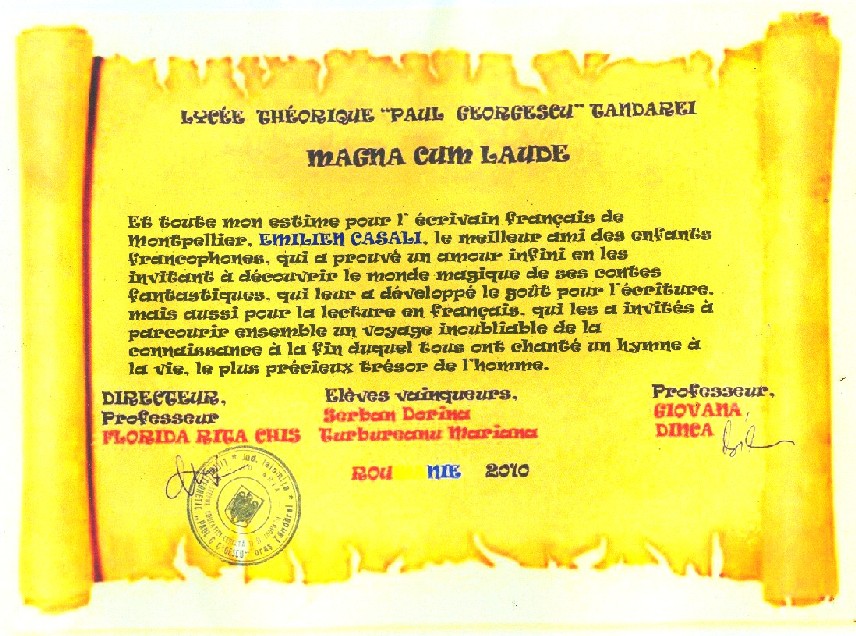 LYCÉE THÉORIQUE "PAUL GEORGESCU" TANDAREI
MAGNA CUM LAUDE
Et toute mon estime pour l' écrivain français de
Montpellier, EMILIEN CASALI, le meilleur ami des enfants
francophones, qui a prouvé un amour infini en les
invitant à découvrir le monde magique de ses contes
fantastiques, qui leur a développé le goût pour l'écriture,
mais aussi pour la lecture en français, qui les a invités à
parcourir ensemble un voyage inoubliable de la
connaissance à la fin duquel tous ont chanté un hymne à
la vie, le plus précieux trésor de l'homme.
DIRECTEUR, Elèves vainqueurs, Professeur,
Professeur Serban Dorina GIOVANA
FLORIDA RITA CHIS Turbureanu Mariana DINCA
ROU NIE 2010